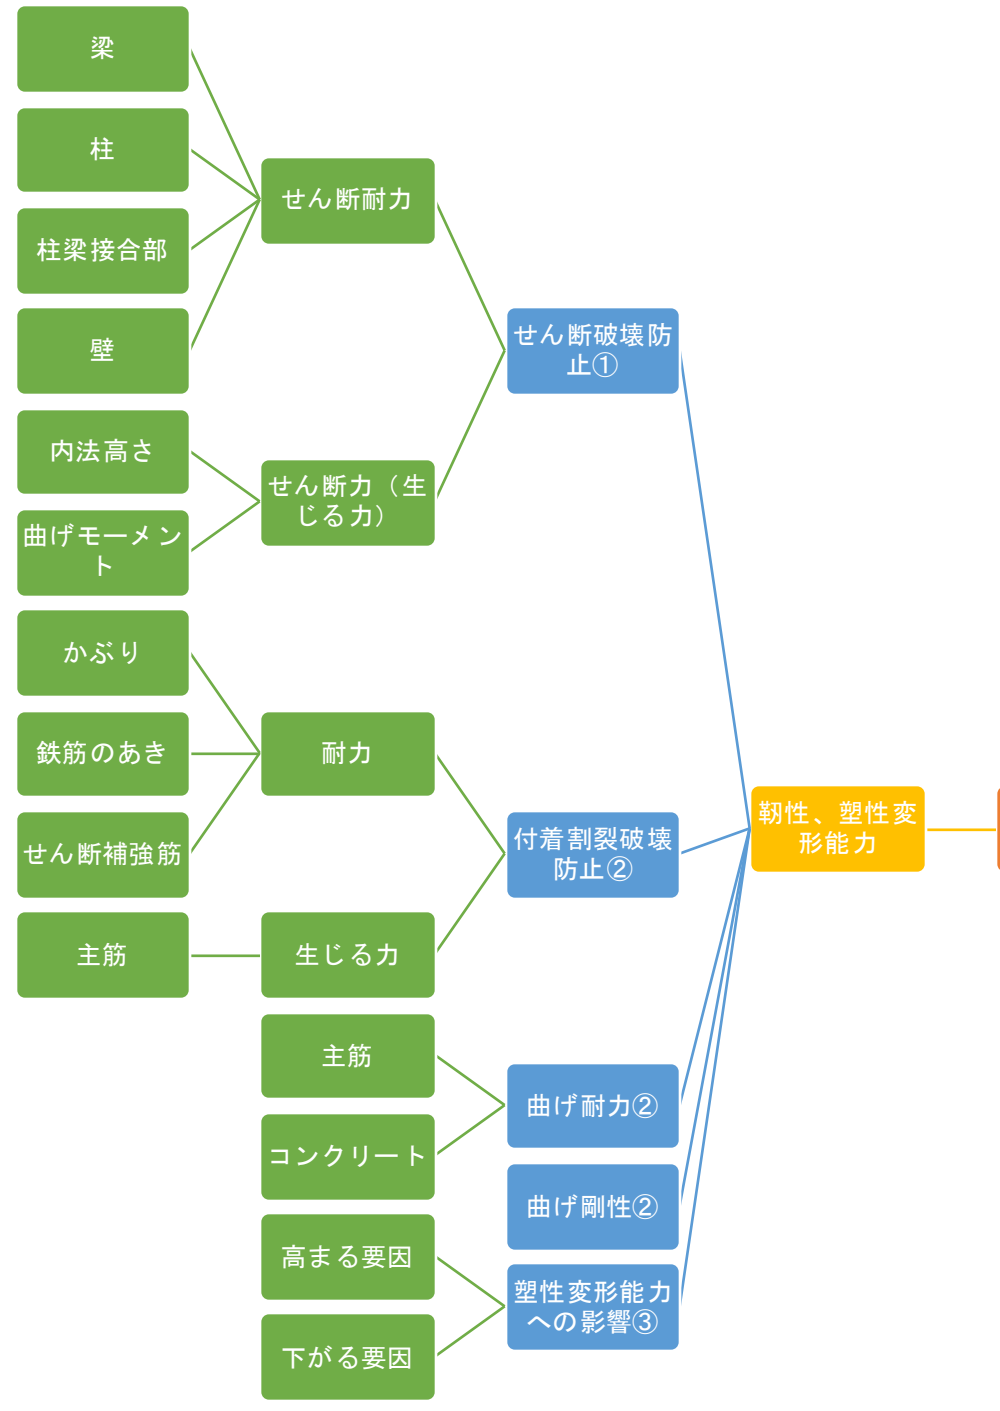 梁
柱
柱梁接合部
壁
内法高さ
曲げモーメン
ト
かぶり
鉄筋のあき
せん断補強筋
主筋
せん断耐力
せん断力（生
じる力）
耐力
生じる力
主筋
コンクリート
高まる要因
下がる要因
せん断破壊防
止①
付着割裂破壊
防止②
曲げ耐力②
曲げ剛性②
塑性変形能力
への影響③
靭性、塑性変
形能力